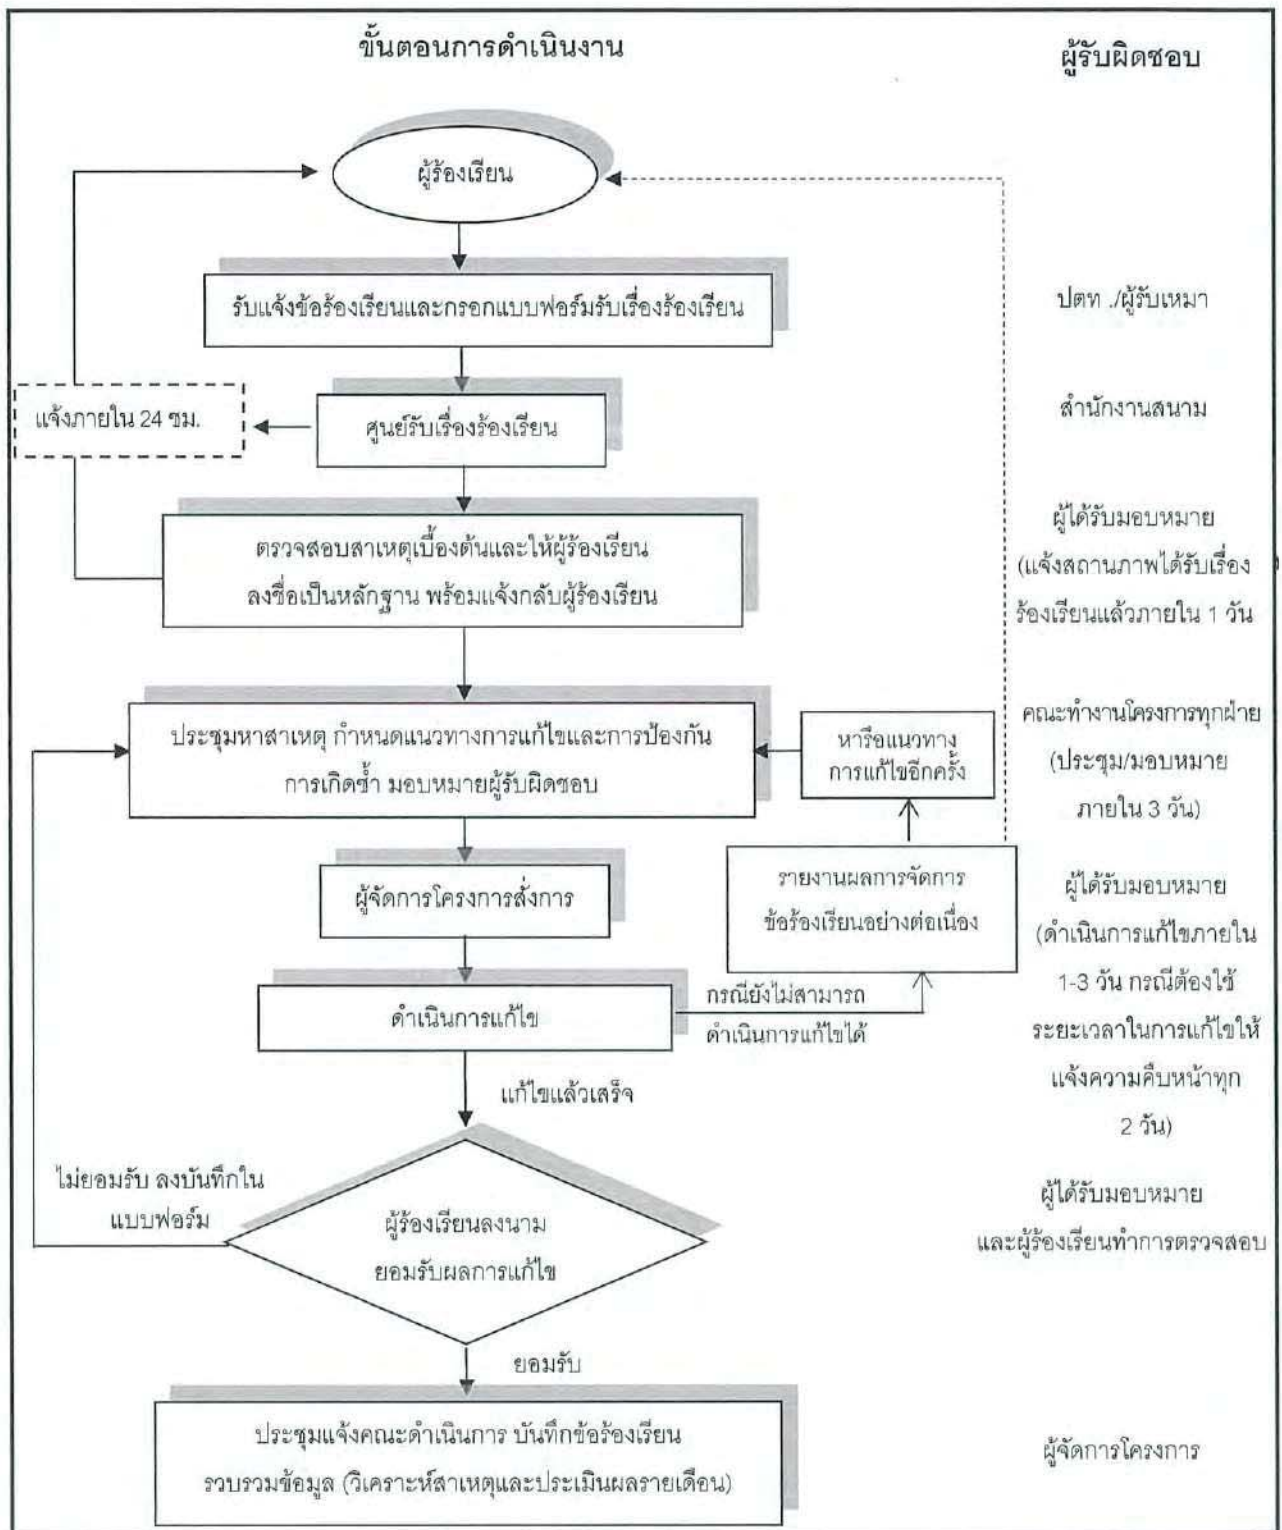 ขั้นตอนการดำเนินงาน
ผู้รับผิดชอบ
ผู้ร้องเรียน
รับแจ้งข้อร้องเรียนและกรอกแบบฟอร์มรับเรื่องร้องเรียน
ปตท ./ผู้รับเหมา
แจ้งภายใน 24 ชม.
ศูนย์รับเรื่องร้องเรียน
สำนักงานสนาม
ตรวจสอบสาเหตุเบื้องต้นและให้ผู้ร้องเรียน
ลงชื่อเป็นหลักฐาน พร้อมแจ้งกลับผู้ร้องเรียน
ผู้ได้รับมอบหมาย
(แจ้งสถานภาพได้รับเรื่อง
ร้องเรียนแล้วภายใน 1 วัน
ประชุมหาสาเหตุ กำหนดแนวทางการแก้ไขและการป้องกัน
การเกิดซ้ำ มอบหมายผู้รับผิดชอบ
หารือแนวทาง
การแก้ไขอีกครั้ง
คณะทำงานโครงการทุกฝ่าย
(ประชุม/มอบหมาย
ภายใน 3 วัน)
ผู้จัดการโครงการสั่งการ
รายงานผลการจัดการ
ข้อร้องเรียนอย่างต่อเนื่อง
ผู้ได้รับมอบหมาย
(ดำเนินการแก้ไขภายใน
1-3 วัน กรณีต้องใช้
ระยะเวลาในการแก้ไขให้
แจ้งความคืบหน้าทุก
2 วัน)
ดำเนินการแก้ไข
กรณียังไม่สามารถ
ดำเนินการแก้ไขได้
แก้ไขแล้วเสร็จ
ไม่ยอมรับ ลงบันทึกใน
แบบฟอร์ม
ผู้ร้องเรียนลงนาม
ยอมรับผลการแก้ไข
ผู้ได้รับมอบหมาย
และผู้ร้องเรียนทำการตรวจสอบ
ยอมรับ
ประชุมแจ้งคณะดำเนินการ บันทึกข้อร้องเรียน
รวบรวมข้อมูล (วิเคราะห์สาเหตุและประเมินผลรายเดือน)
ผู้จัดการโครงการ